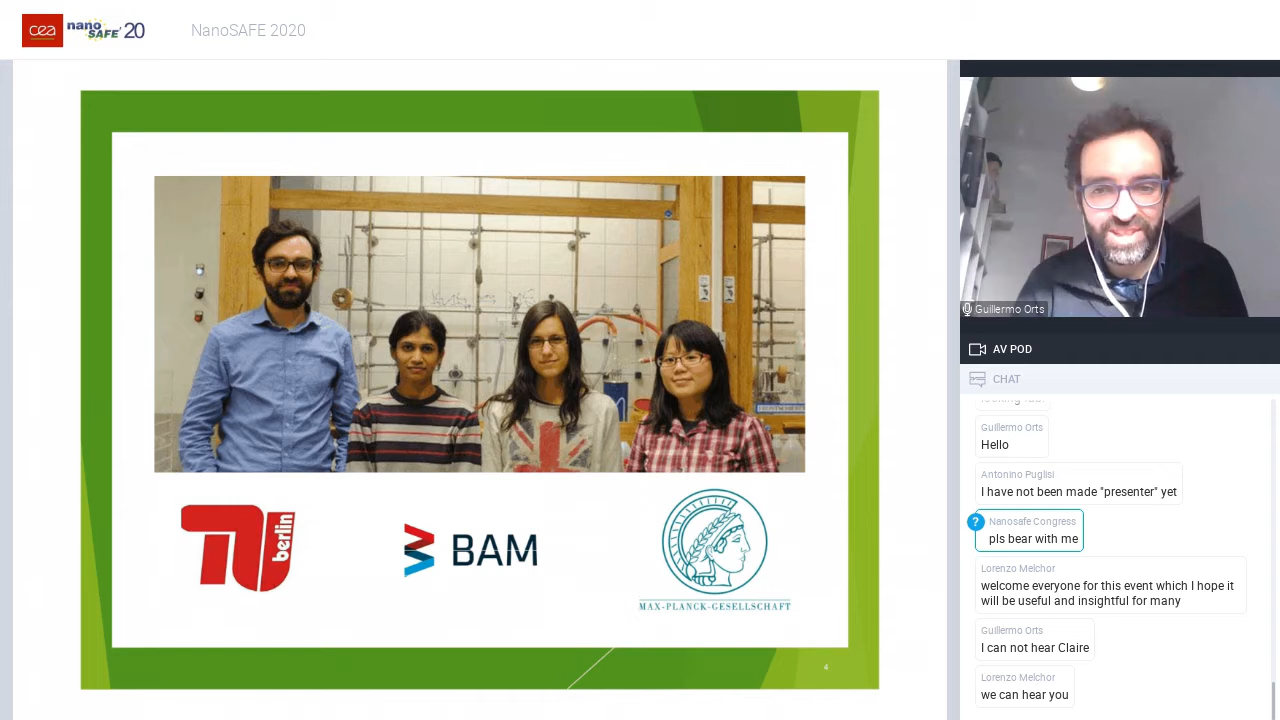 cea
nano
SAFE 20
NanoSAFE 2020
TU
berlin
BAM
MAX-PLANCK-GESELLSCHAFT
4
Guillermo Orts
AV POD
CHAT
Guillermo Orts
Hello
Antonino Puglisi
I have not been made "presenter" yet
?
Nanosafe Congress
pls bear with me
Lorenzo Melchor
welcome everyone for this event which I hope it
will be useful and insightful for many
Guillermo Orts
I can not hear Claire
Lorenzo Melchor
we can hear you